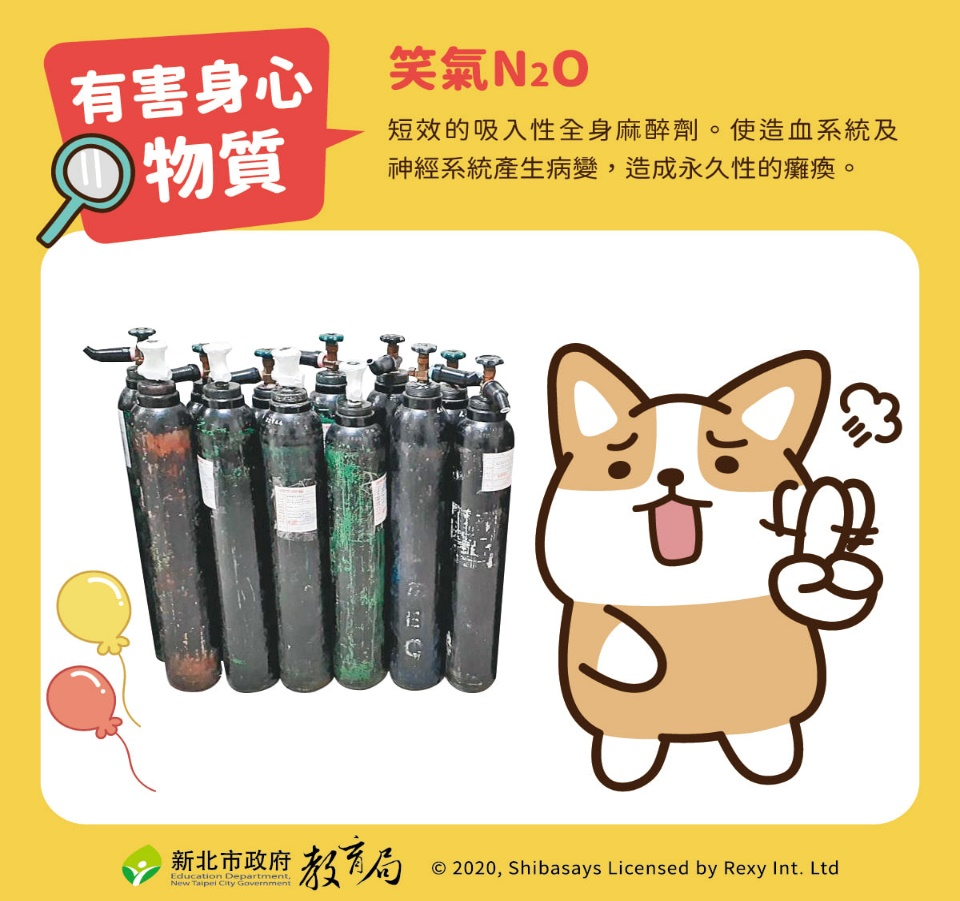 有害身心
物質
笑氣N2O
短效的吸入性全身麻醉劑。使造血系統及
神經系統產生病變，造成永久性的癱瘓。
新北市政府
Education Department,
New Taipei City Government
教育局
© 2020, Shibasays Licensed by Rexy Int. Ltd